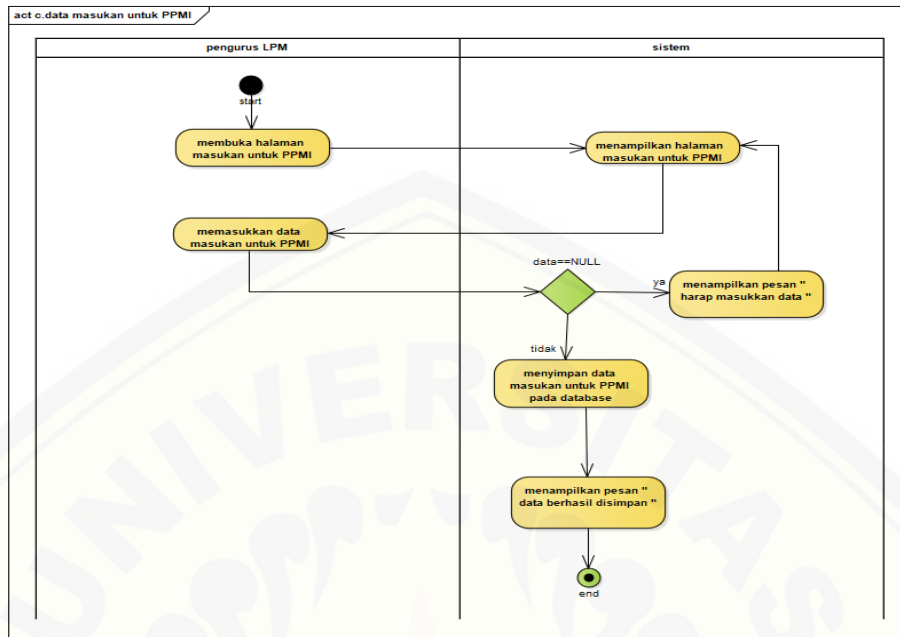 act c.data masukan untuk PPMI
pengurus LPM
sistem
start
membuka halaman
masukan untuk PPMI
menampilkan halaman
masukan untuk PPMI
memasukkan data
masukan untuk PPMI
data==NULL
ya
menampilkan pesan "
harap masukkan data "
tidak
menyimpan data
masukan untuk PPMI
pada database
menampilkan pesan "
data berhasil disimpan "
end
UNIVERSITAS